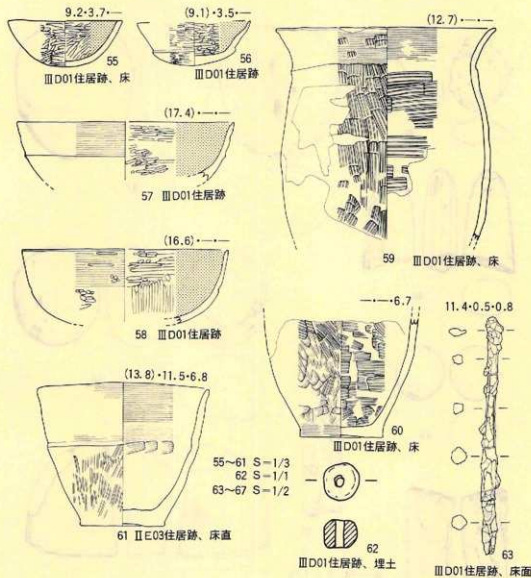 9.2・3.7・—
55
ⅢD01住居跡、床
(9.1)・3.5・—
56
ⅢD01住居跡
(12.7)・—・—
59
ⅢD01住居跡、床
(17.4)・—・—
57 ⅢD01住居跡
(16.6)・—・—
58 ⅢD01住居跡
—・—・6.7
60
ⅢD01住居跡、床
11.4・0.5・0.8
63
ⅢD01住居跡、床面
(13.8)・11.5・6.8
61 ⅡE03住居跡、床直
55~61 S=1/3
62 S=1/1
63~67 S=1/2
62
ⅢD01住居跡、埋土